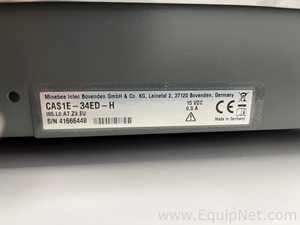 Minebea Intec Bovenden GmbH & Co. KG, Leinetal 2, 37120 Bovenden, Germany
CAS1E-34ED-H
15 VDC
0.5 A
S/N 41666448
Made in Germany
www.EquipNet.com